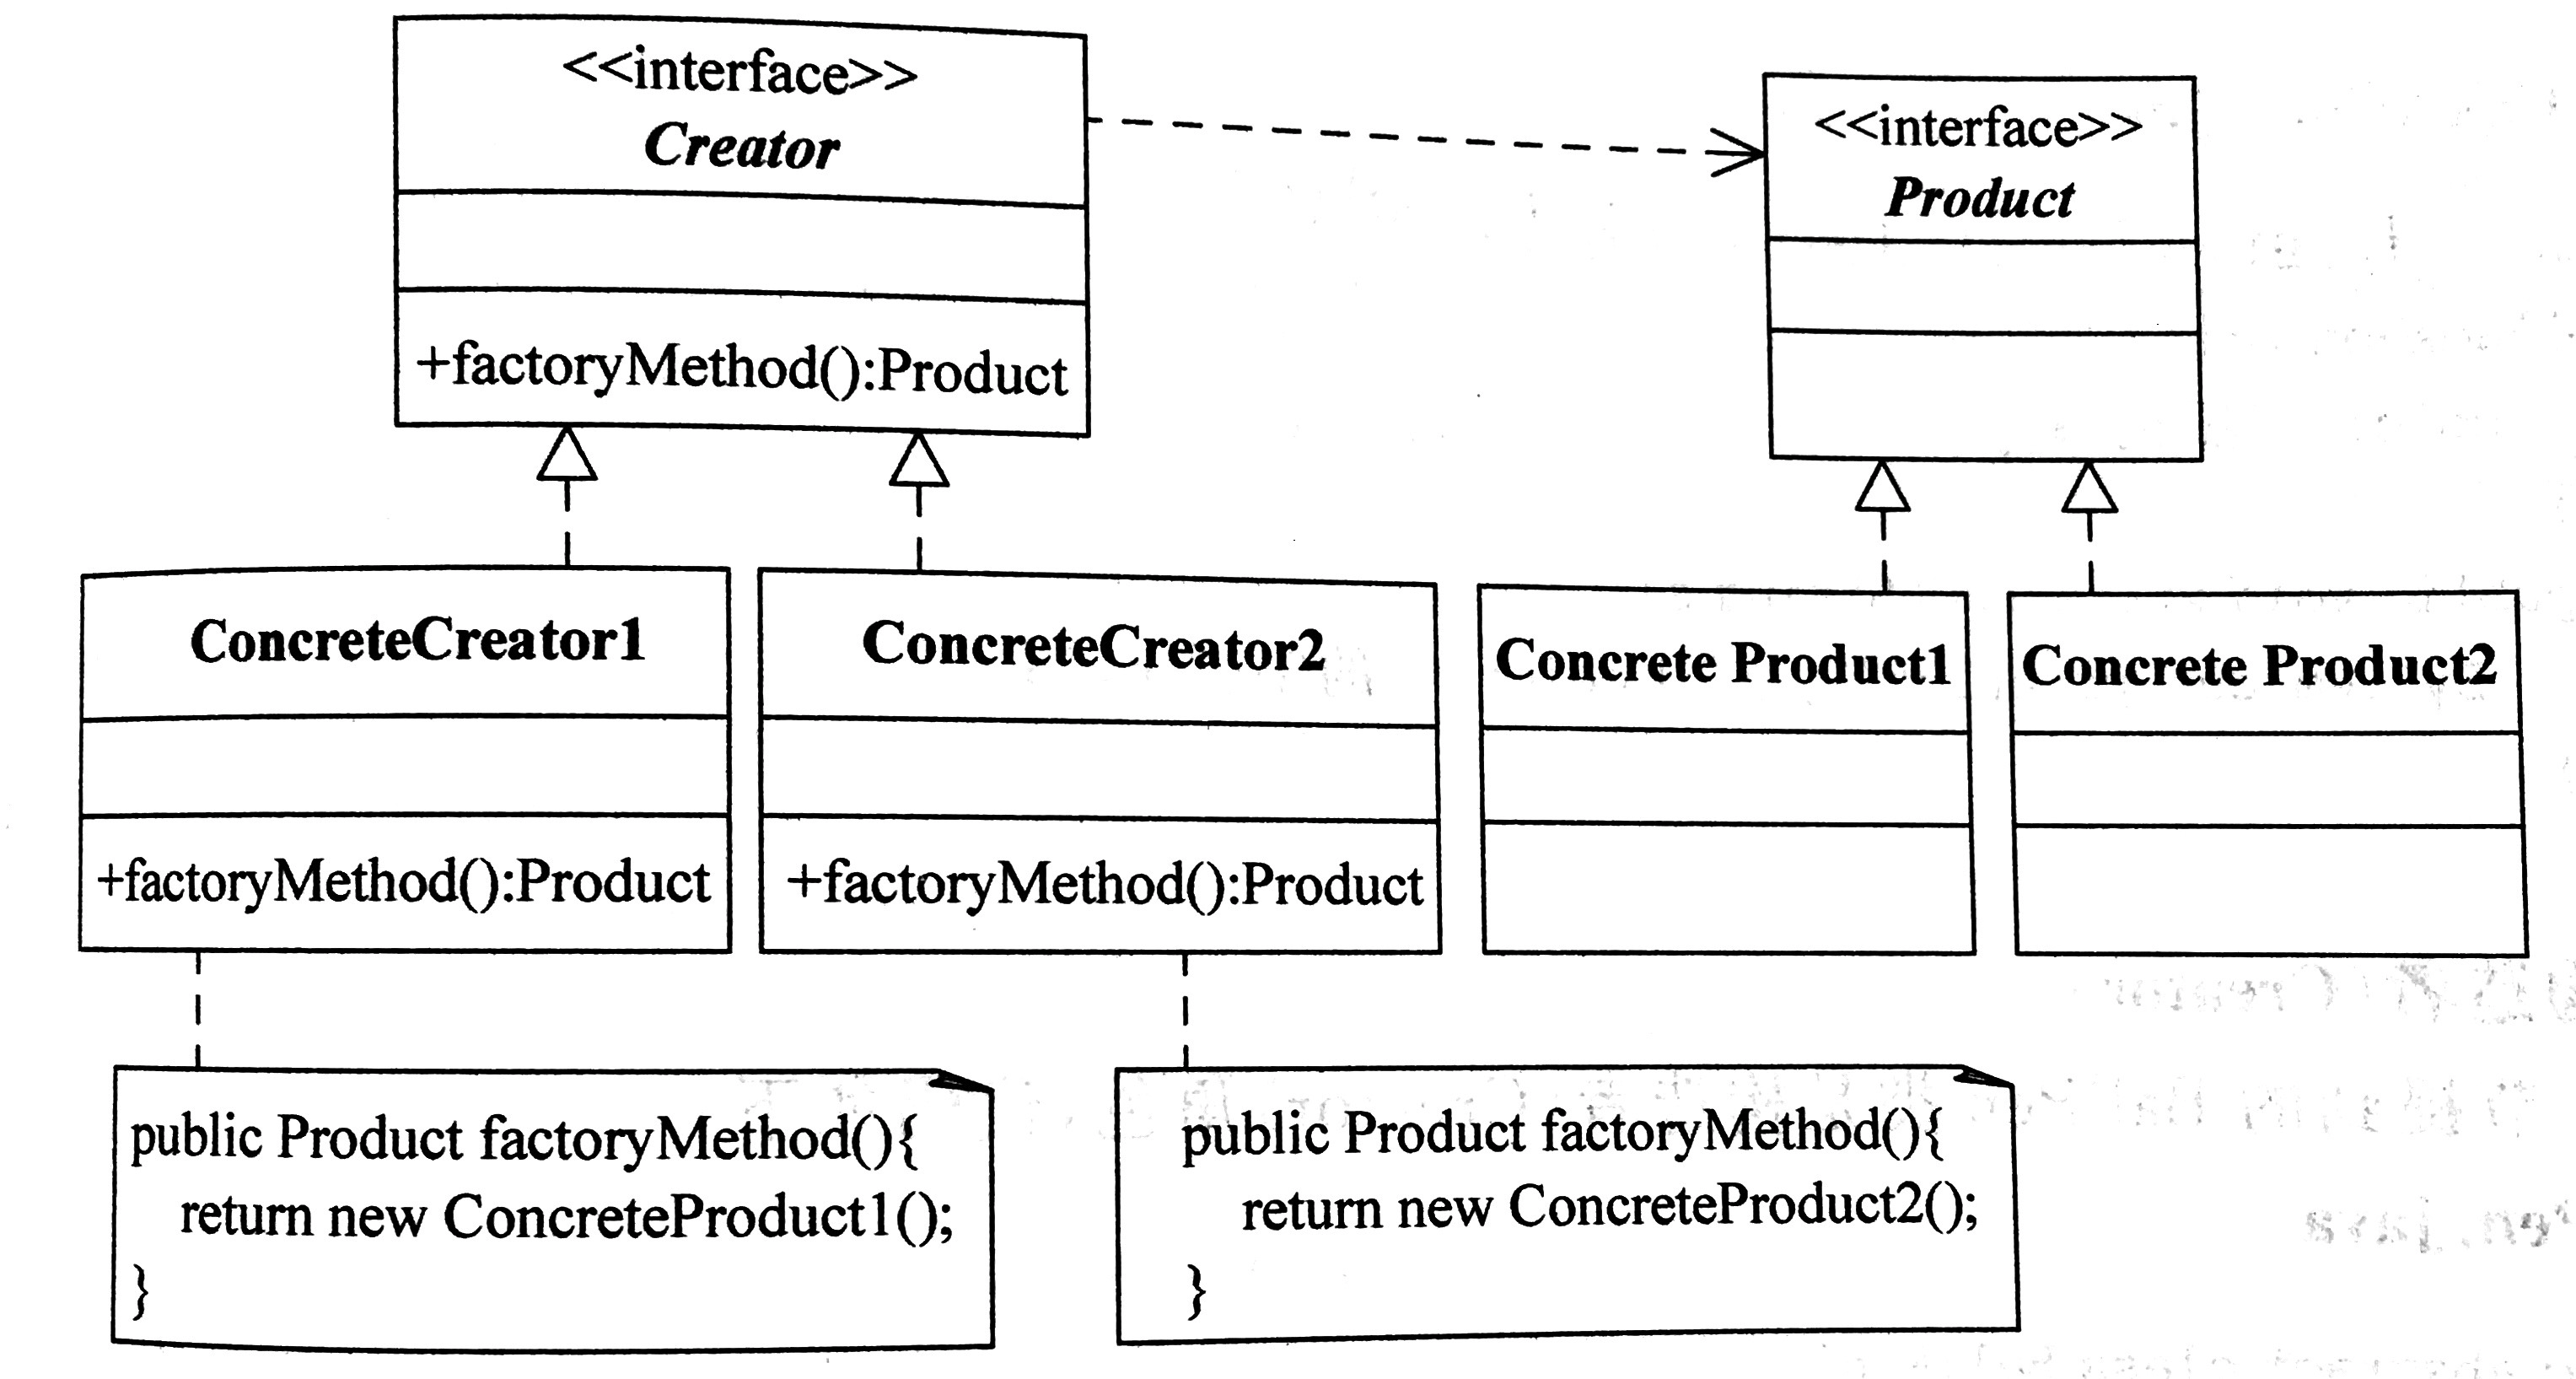 <<interface>>
Creator
+factoryMethod():Product
<<interface>>
Product
ConcreteCreator1
+factoryMethod():Product
ConcreteCreator2
+factoryMethod():Product
Concrete Product1
Concrete Product2
public Product factoryMethod(){
return new ConcreteProduct1();
}
public Product factoryMethod(){
return new ConcreteProduct2();
}